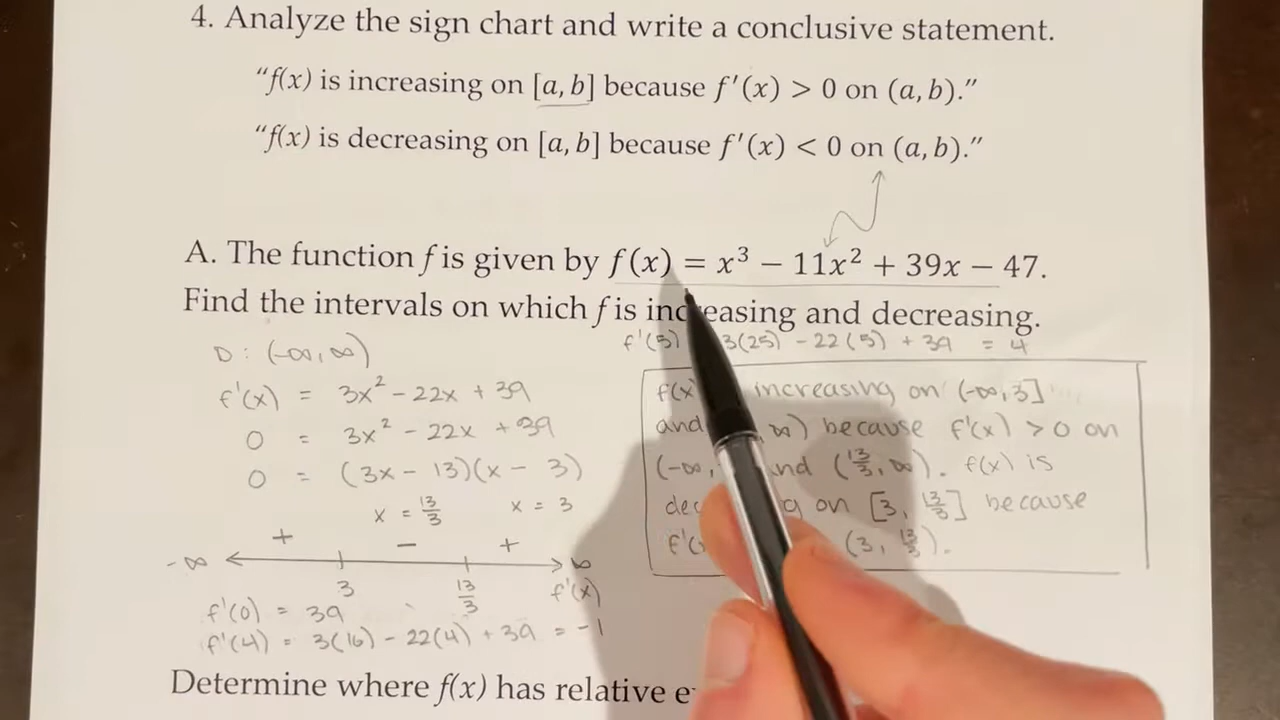 4. Analyze the sign chart and write a conclusive statement.
"f(x) is increasing on [a, b] because f′(x) > 0 on (a, b)."
"f(x) is decreasing on [a, b] because f′(x) < 0 on (a, b)."
A. The function f is given by f(x) = x³ − 11x² + 39x − 47.
Find the intervals on which f is increasing and decreasing.
f'(5) 3(25) - 22(5) + 39 = 4
D: (-∞, ∞)
f'(x) = 3x² - 22x + 39
0 = 3x² - 22x + 39
0 = (3x - 13)(x - 3)
x = 13/3 x = 3
+ − +
-∞ ∞
3 13/3 f'(x)
f'(0) = 39
f'(4) = 3(16) - 22(4) + 39 = -1
f(x) increasing on (-∞, 3]
and ∞) because f'(x) > 0 on
(-∞, and (13/3, ∞). f(x) is
on [3, 13/3] because
(3, 13/3).
Determine where f(x) has relative